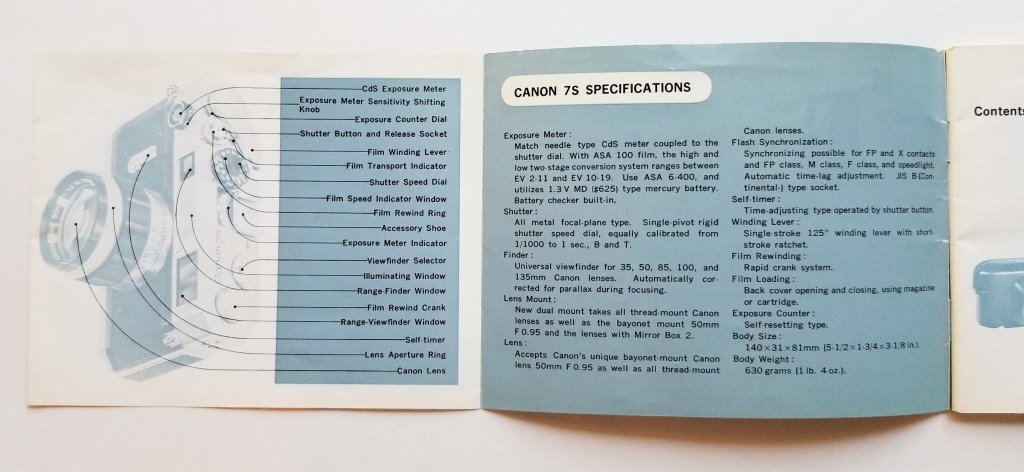 CdS Exposure Meter
Exposure Meter Sensitivity Shifting
Knob
Exposure Counter Dial
Shutter Button and Release Socket
Film Winding Lever
Film Transport Indicator
Shutter Speed Dial
Film Speed Indicator Window
Film Rewind Ring
Accessory Shoe
Exposure Meter Indicator
Viewfinder Selector
Illuminating Window
Range-Finder Window
Film Rewind Crank
Range-Viewfinder Window
Self-timer
Lens Aperture Ring
Canon Lens
CANON 7S SPECIFICATIONS
Exposure Meter:
Match needle type CdS meter coupled to the
shutter dial. With ASA 100 film, the high and
low two-stage conversion system ranges between
EV 2-11 and EV 10-19. Use ASA 6-400, and
utilizes 1.3 V MD (#625) type mercury battery.
Battery checker built-in.
Shutter:
All metal focal-plane type. Single-pivot rigid
shutter speed dial, equally calibrated from
1/1000 to 1 sec., B and T.
Finder:
Universal viewfinder for 35, 50, 85, 100, and
135mm Canon lenses. Automatically cor-
rected for parallax during focusing.
Lens Mount:
New dual mount takes all thread-mount Canon
lenses as well as the bayonet mount 50mm
F 0.95 and the lenses with Mirror Box 2.
Lens:
Accepts Canon's unique bayonet-mount Canon
lens 50mm F 0.95 as well as all thread-mount
Canon lenses.
Flash Synchronization:
Synchronizing possible for FP and X contacts
and FP class, M class, F class, and speedlight.
Automatic time-lag adjustment. JIS B-(Con-
tinental-) type socket.
Self-timer:
Time-adjusting type operated by shutter button.
Winding Lever:
Single-stroke 125° winding lever with short-
stroke ratchet.
Film Rewinding:
Rapid crank system.
Film Loading:
Back cover opening and closing, using magazine
or cartridge.
Exposure Counter:
Self-resetting type.
Body Size:
140×31×81mm (5-1/2×1-3/4×3-1/8 in.).
Body Weight:
630 grams (1 lb. 4 oz.).
Contents